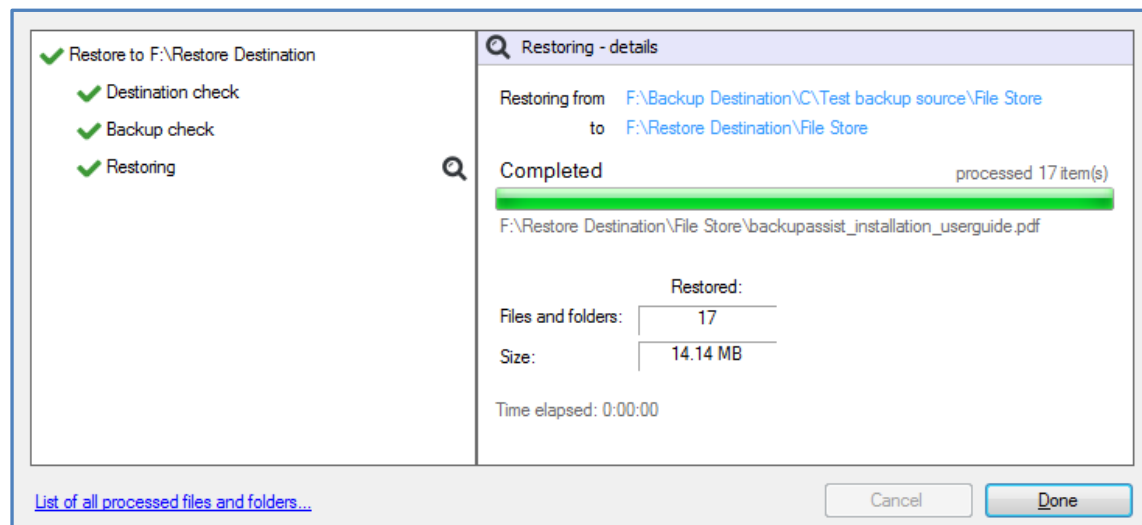 Restore to F:\Restore Destination
Destination check
Backup check
Restoring
Restoring - details
Restoring from F:\Backup Destination\C\Test backup source\File Store
to F:\Restore Destination\File Store
Completed processed 17 item(s)
F:\Restore Destination\File Store\backupassist_installation_userguide.pdf
Restored:
Files and folders: 17
Size: 14.14 MB
Time elapsed: 0:00:00
List of all processed files and folders...
Cancel Done